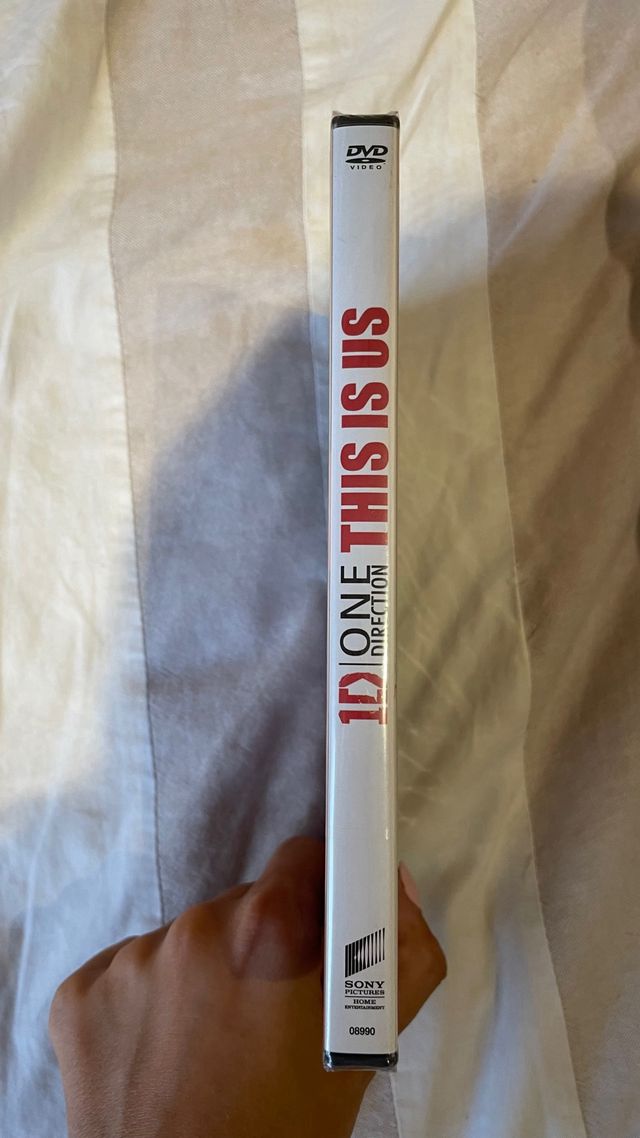 DVD
VIDEO
1D ONE DIRECTION THIS IS US
SONY
PICTURES
HOME
ENTERTAINMENT
08990